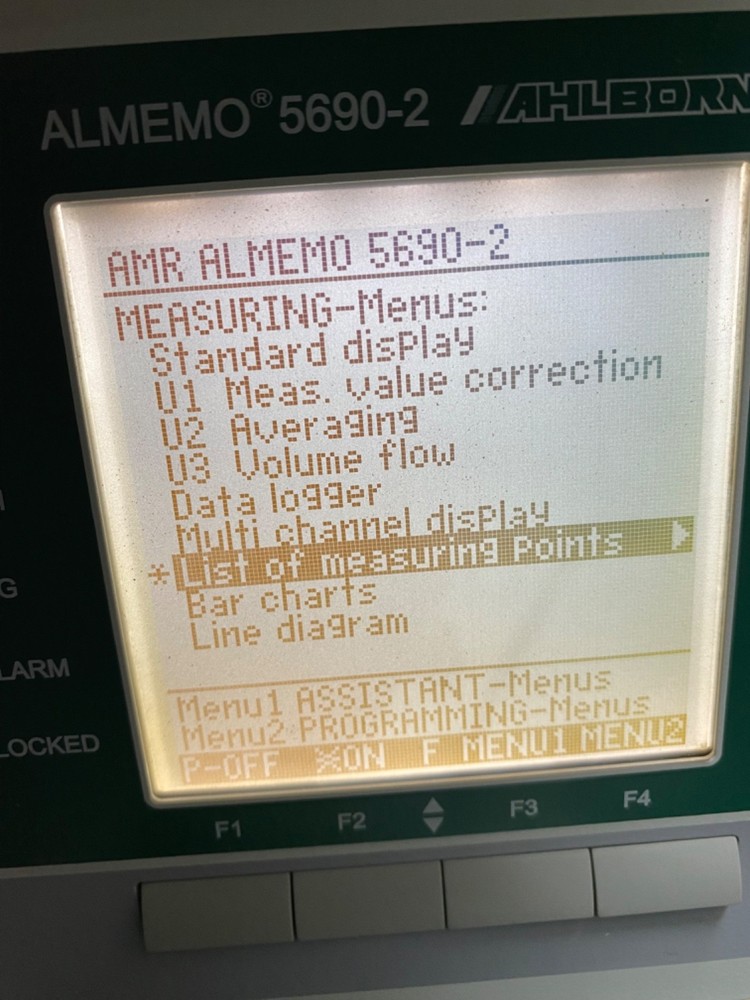 ALMEMO® 5690-2 AHLBORN
AMR ALMEMO 5690-2
MEASURING-Menus:
Standard display
U1 Meas. value correction
U2 Averaging
U3 Volume flow
Data logger
Multi channel display
*List of measuring points
Bar charts
Line diagram
Menu1 ASSISTANT-Menus
Menu2 PROGRAMMING-Menus
P-OFF ※ON F MENU1 MENU2
LARM
LOCKED
F1 F2 F3 F4